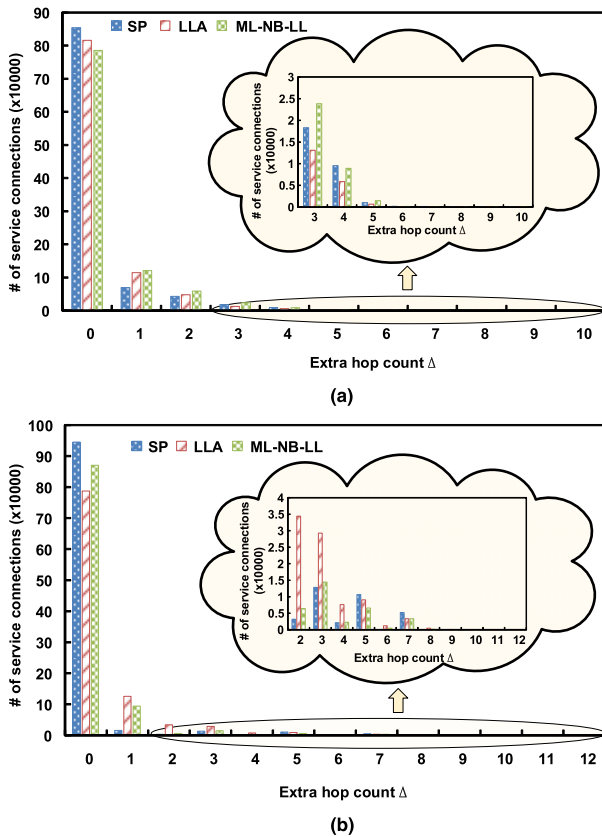 90
80
70
60
50
40
30
20
10
0
# of service connections (x10000)
SP LLA ML-NB-LL
3
2.5
2
1.5
1
0.5
0
# of service connections
(x10000)
3 4 5 6 7 8 9 10
Extra hop count Δ
0 1 2 3 4 5 6 7 8 9 10
Extra hop count Δ
(a)
100
90
80
70
60
50
40
30
20
10
0
# of service connections (x10000)
SP LLA ML-NB-LL
4
3.5
3
2.5
2
1.5
1
0.5
0
# of service connections
(x10000)
2 3 4 5 6 7 8 9 10 11 12
Extra hop count Δ
0 1 2 3 4 5 6 7 8 9 10 11 12
Extra hop count Δ
(b)